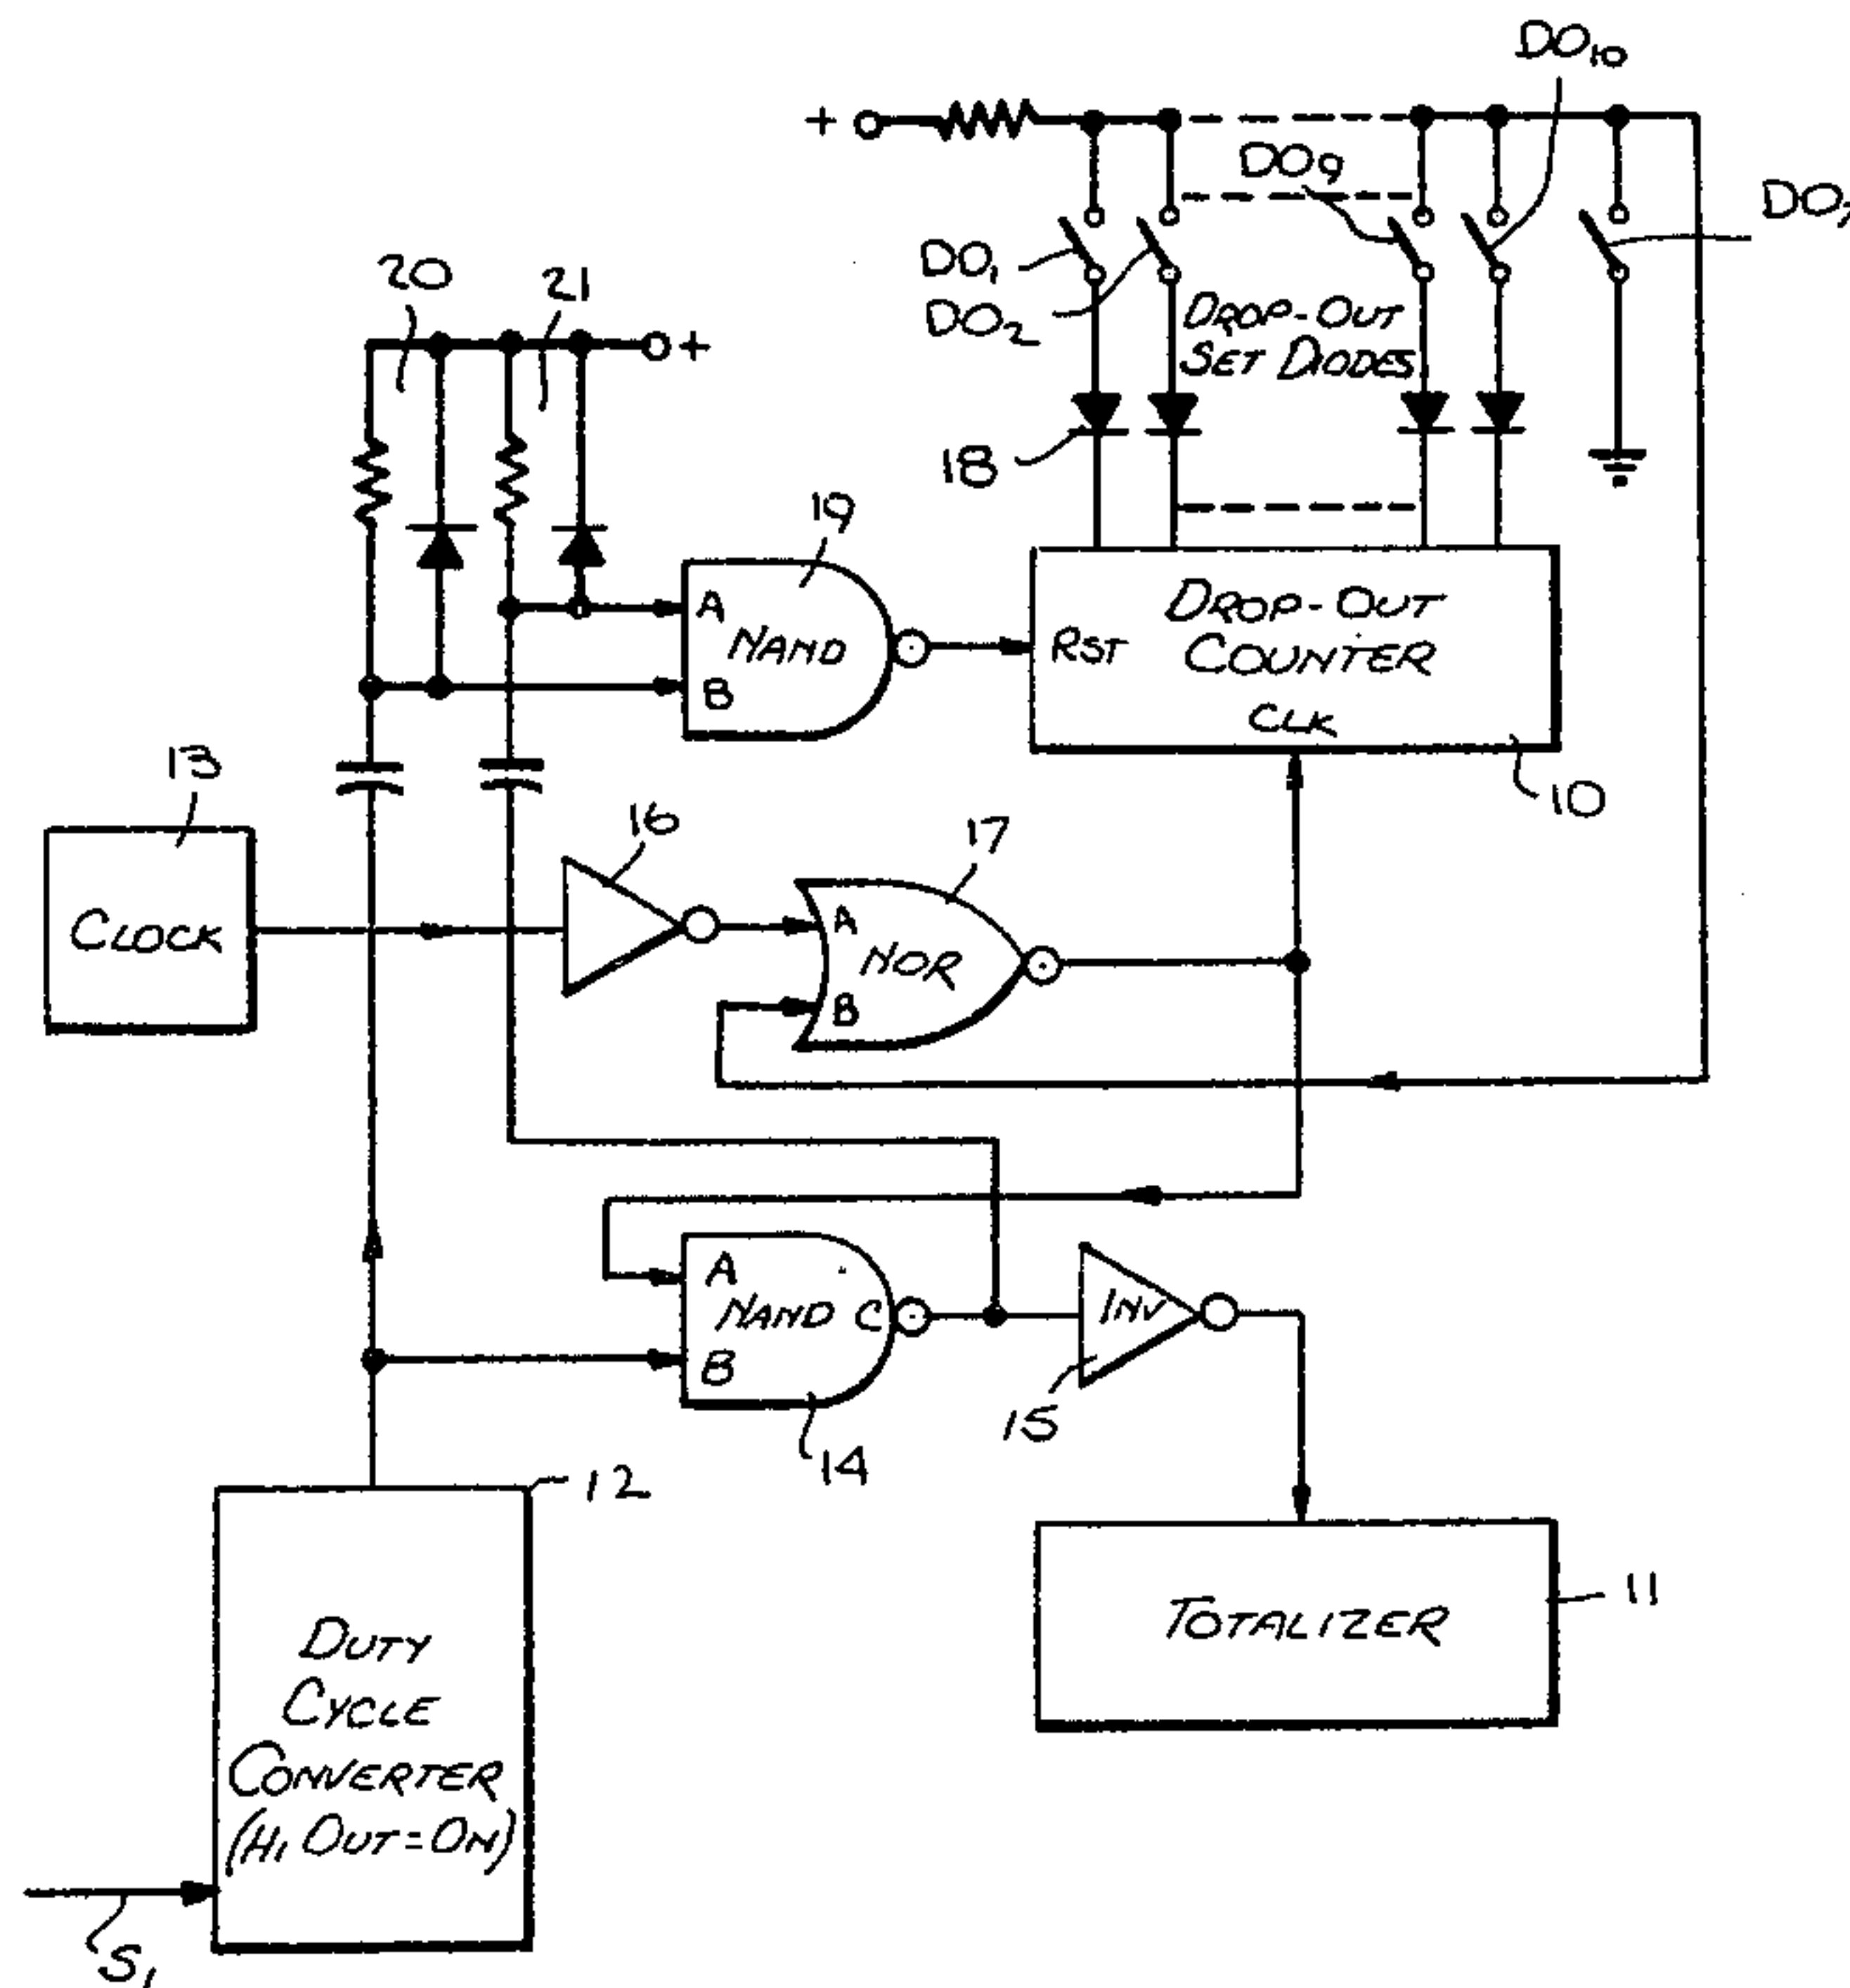 DO₁₀
+
DO₉
DO₁
DO₂
DROP-OUT
SET DIODES
20
21
+
18
19
A
NAND
B
RST
DROP-OUT
COUNTER
CLK
10
13
CLOCK
16
17
A
NOR
B
A
NAND C
B
14
INV
15
12
DUTY
CYCLE
CONVERTER
(HI OUT=ON)
S₁
TOTALIZER
11